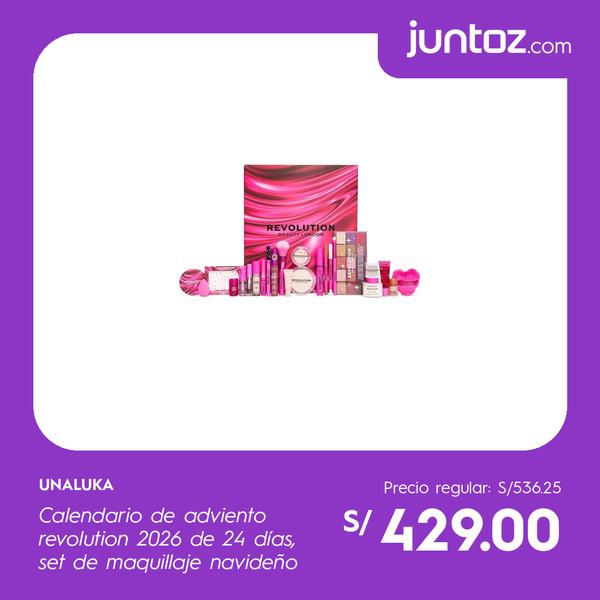 juntoz.com
REVOLUTION
BEAUTY LONDON
UNALUKA
Precio regular: S/536.25
Calendario de adviento
revolution 2026 de 24 días,
set de maquillaje navideño
S/ 429.00